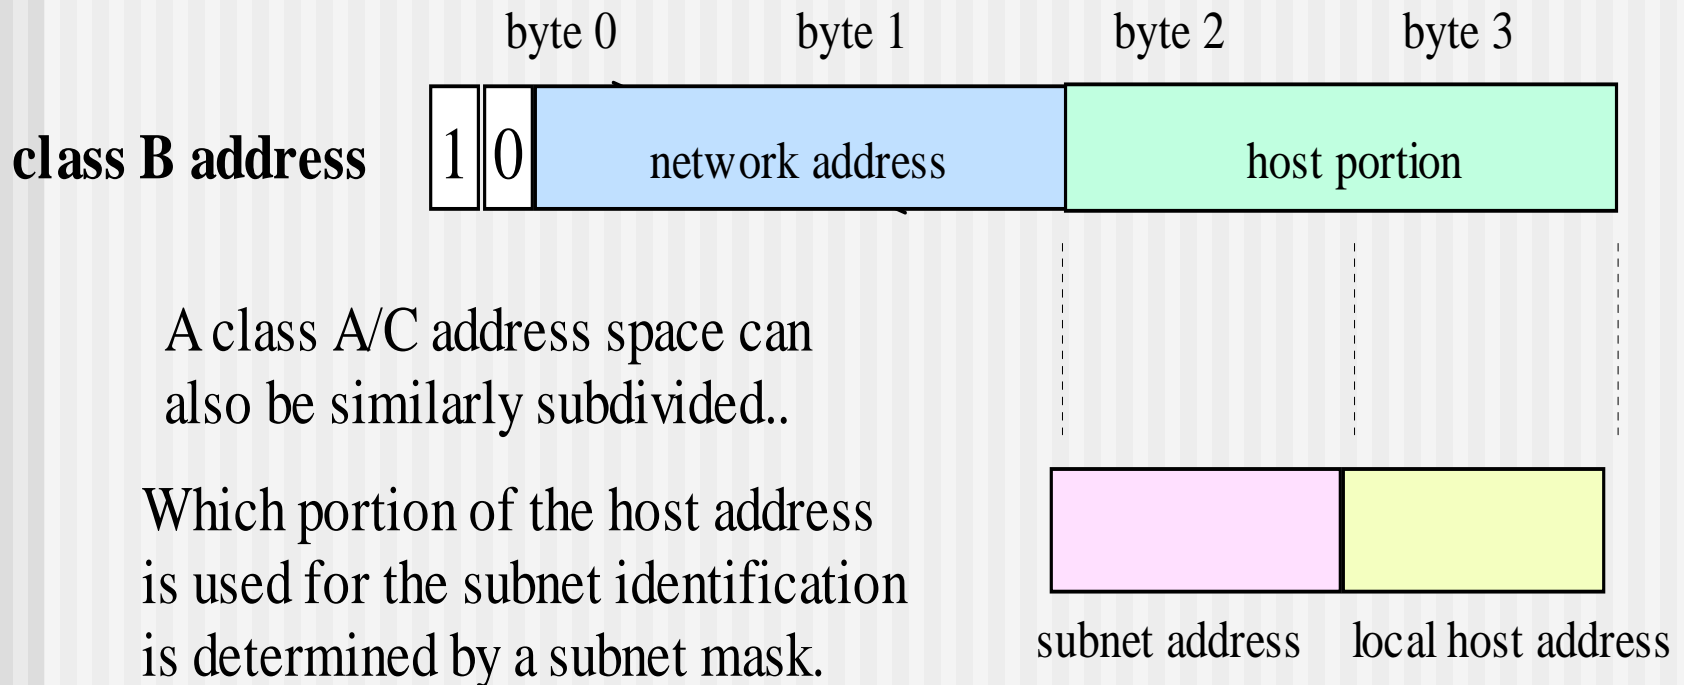 byte 0 byte 1 byte 2 byte 3
class B address 1 0 network address host portion
A class A/C address space can
also be similarly subdivided..
Which portion of the host address
is used for the subnet identification
is determined by a subnet mask.
subnet address local host address